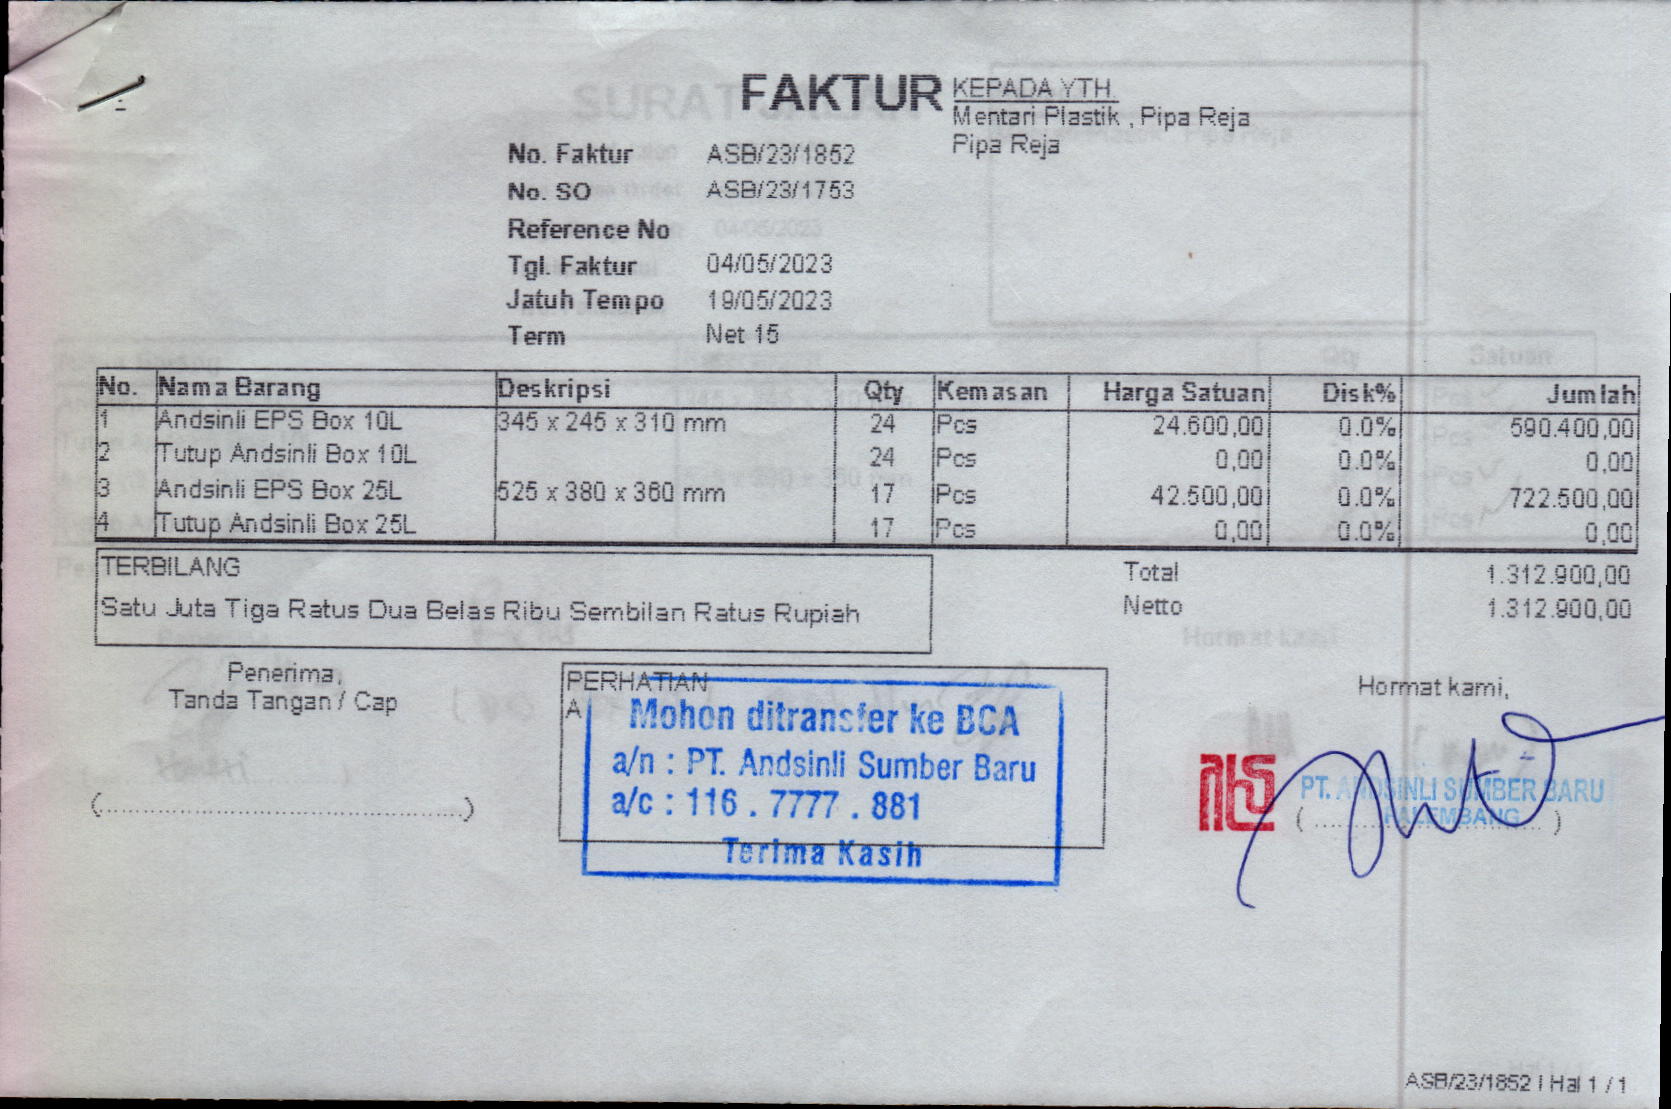 FAKTUR
KEPADA YTH.
Mentari Plastik , Pipa Reja
Pipa Reja
No. Faktur ASB/23/1852
No. SO ASB/23/1753
Reference No
Tgl. Faktur 04/05/2023
Jatuh Tempo 19/05/2023
Term Net 15
No. Nama Barang Deskripsi Qty Kemasan Harga Satuan Disk% Jumlah
1 Andsinli EPS Box 10L 345 x 245 x 310 mm 24 Pcs 24.600,00 0.0% 590.400,00
2 Tutup Andsinli Box 10L 24 Pcs 0,00 0.0% 0,00
3 Andsinli EPS Box 25L 525 x 380 x 360 mm 17 Pcs 42.500,00 0.0% 722.500,00
4 Tutup Andsinli Box 25L 17 Pcs 0,00 0.0% 0,00
TERBILANG
Satu Juta Tiga Ratus Dua Belas Ribu Sembilan Ratus Rupiah
Total 1.312.900,00
Netto 1.312.900,00
Penerima,
Tanda Tangan / Cap
(................................................)
PERHATIAN
A
Mohon ditransfer ke BCA
a/n : PT. Andsinli Sumber Baru
a/c : 116 . 7777 . 881
Terima Kasih
Hormat kami,
PT. ANDSINLI SUMBER BARU
PALEMBANG
ASB/23/1852 | Hal 1 / 1